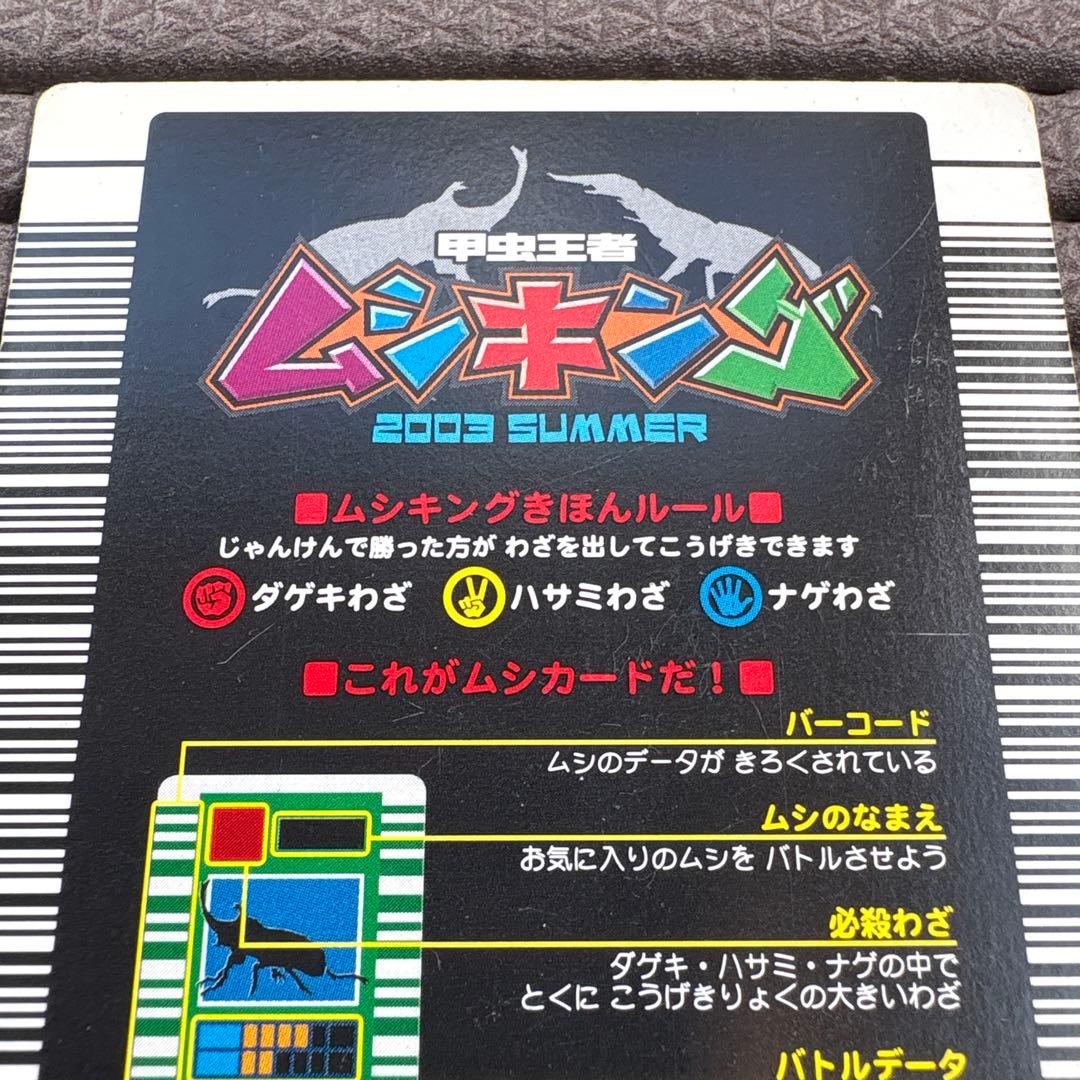 甲虫王者
ムシキング
2003 SUMMER
■ムシキングきほんルール■
じゃんけんで勝った方が わざを出してこうげきできます
ダゲキわざ ハサミわざ ナゲわざ
■これがムシカードだ！■
バーコード
ムシのデータが きろくされている
ムシのなまえ
お気に入りのムシを バトルさせよう
必殺わざ
ダゲキ・ハサミ・ナゲの中で
とくに こうげきりょくの大きいわざ
バトルデータ